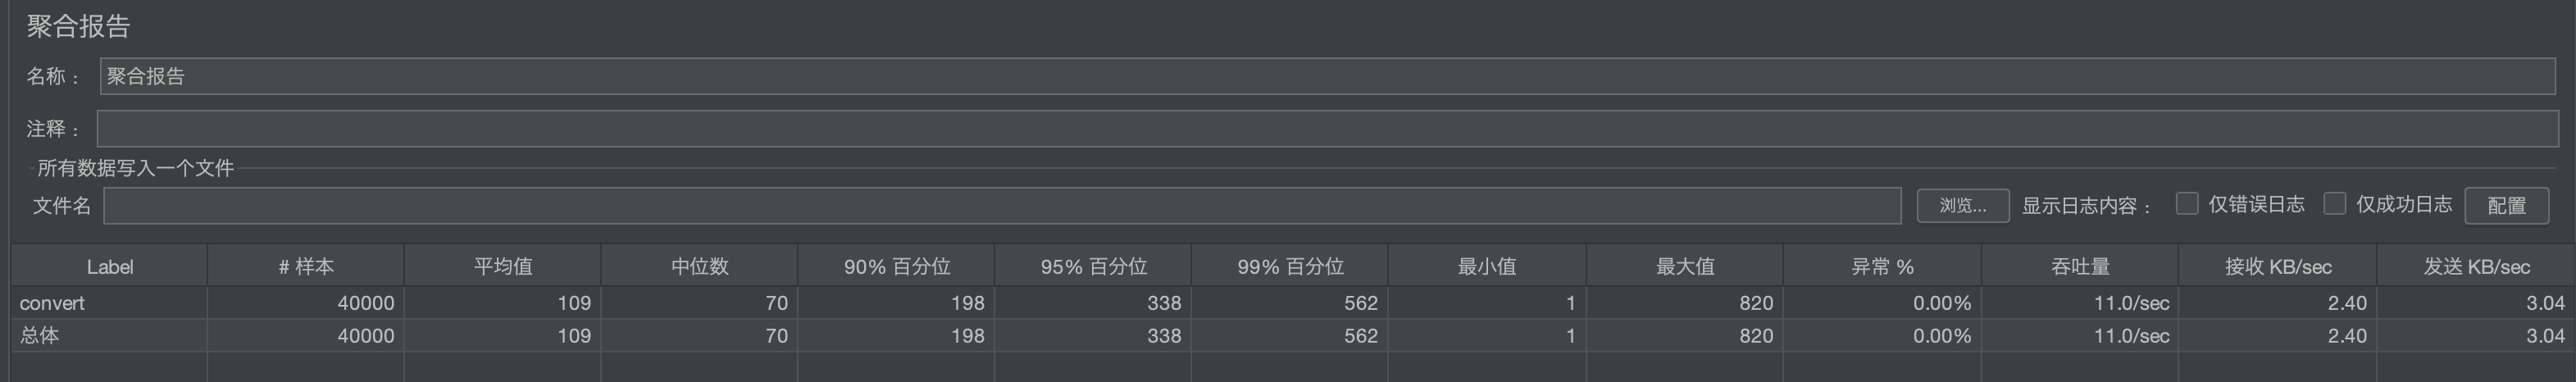 聚合报告
名称： 聚合报告
注释：
所有数据写入一个文件
文件名 浏览... 显示日志内容： 仅错误日志 仅成功日志 配置
Label # 样本 平均值 中位数 90% 百分位 95% 百分位 99% 百分位 最小值 最大值 异常 % 吞吐量 接收 KB/sec 发送 KB/sec
convert 40000 109 70 198 338 562 1 820 0.00% 11.0/sec 2.40 3.04
总体 40000 109 70 198 338 562 1 820 0.00% 11.0/sec 2.40 3.04